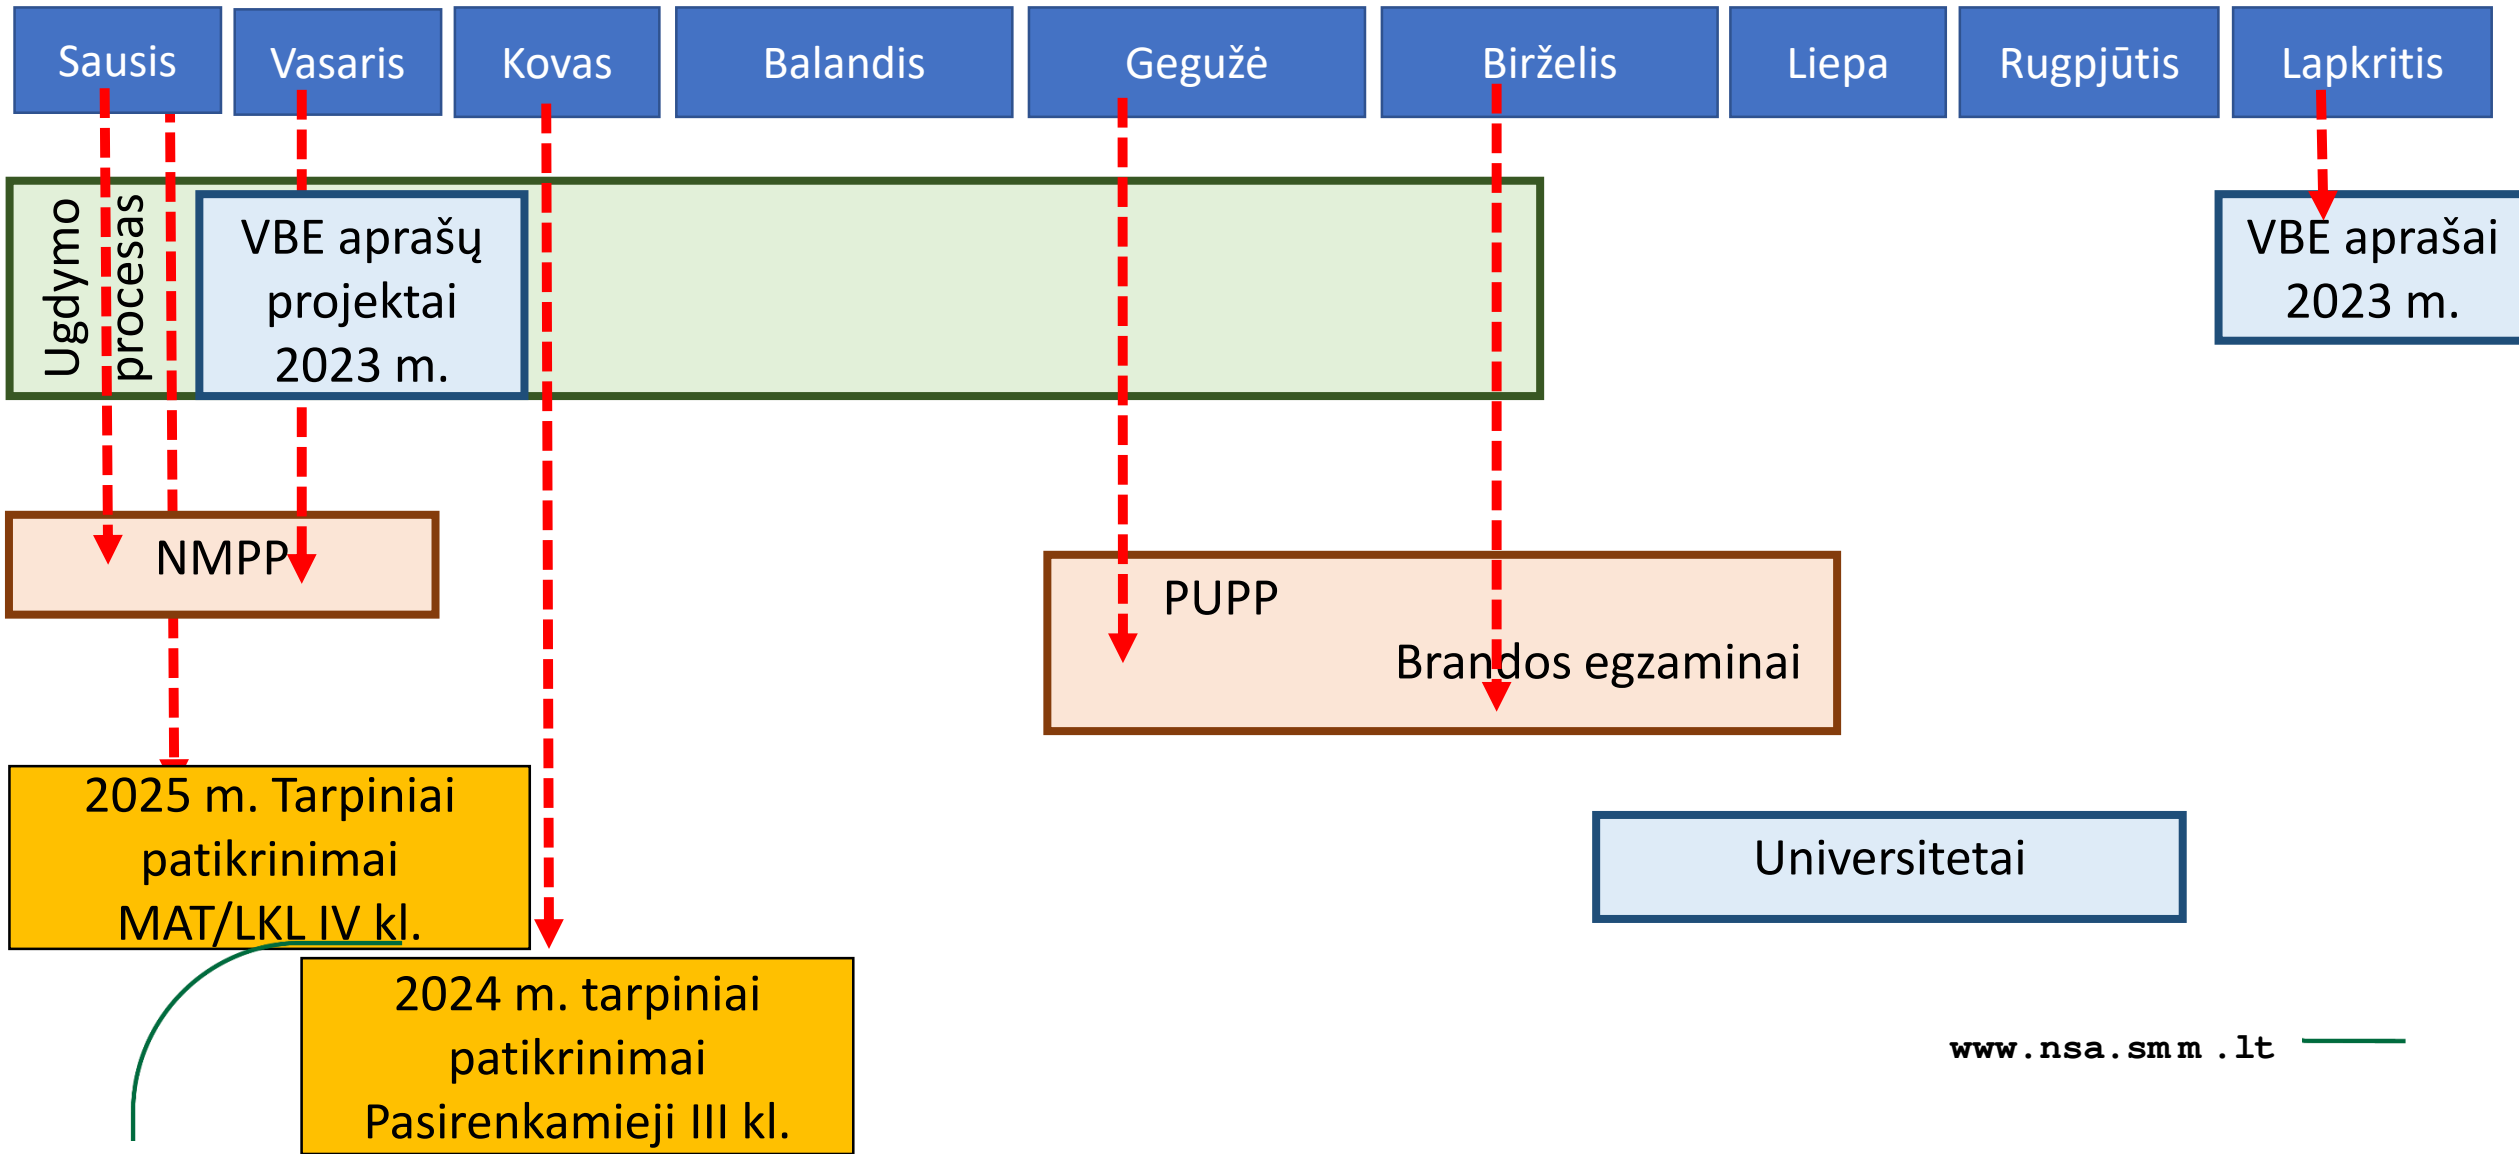 Sausis
Vasaris
Kovas
Balandis
Gegužė
Birželis
Liepa
Rugpjūtis
Lapkritis
Ugdymo
procesas
VBE aprašų
projektai
2023 m.
VBE aprašai
2023 m.
NMPP
PUPP
Brandos egzaminai
2025 m. Tarpiniai
patikrinimai
MAT/LKL IV kl.
Universitetai
2024 m. tarpiniai
patikrinimai
Pasirenkamieji III kl.
www.nsa.smm.lt